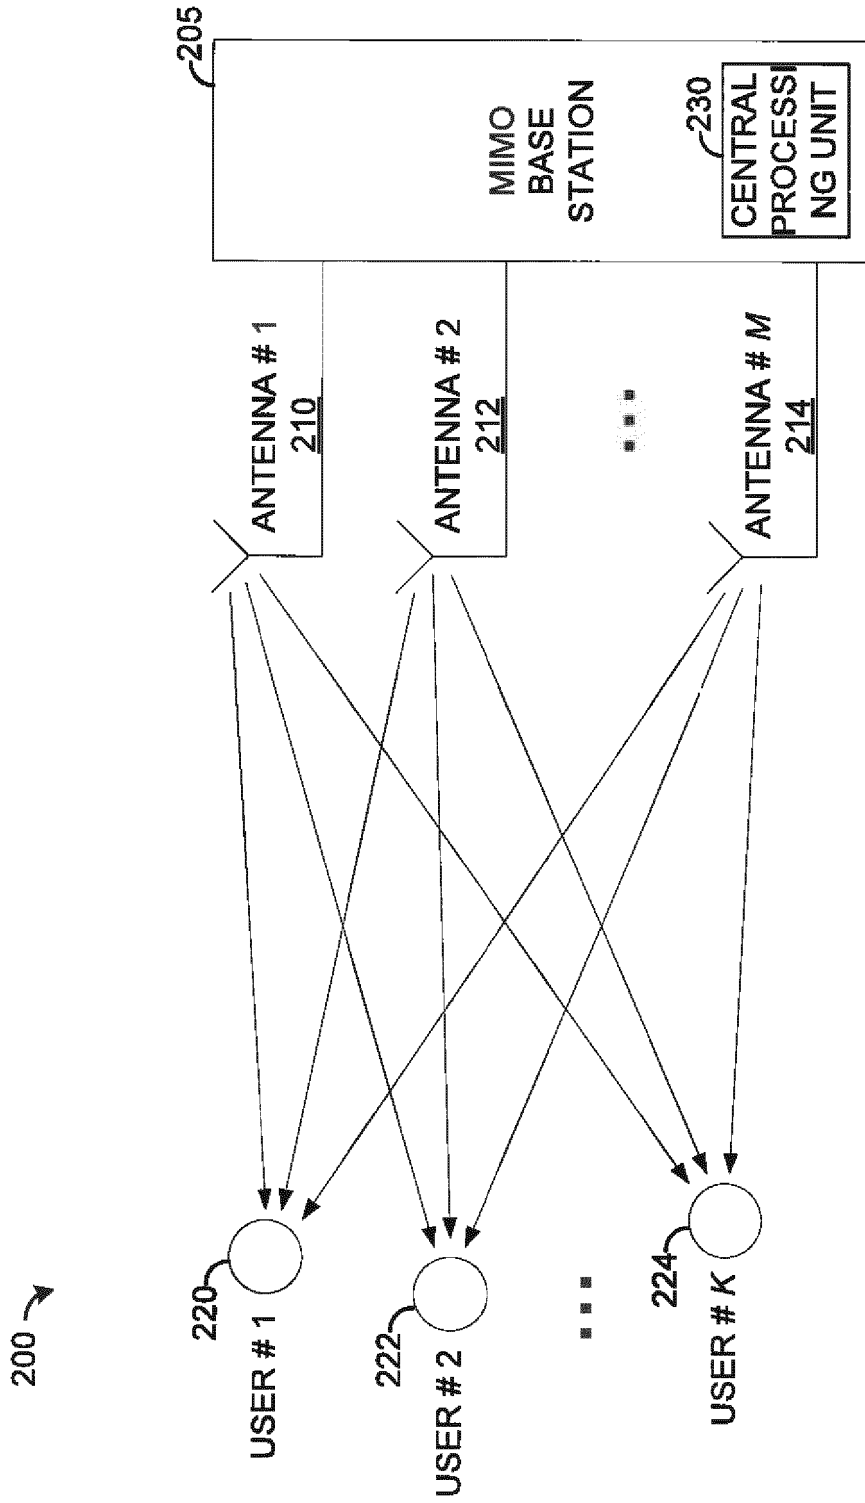 200
USER # 1
220
USER # 2
222
USER # K
224
ANTENNA # 1
210
ANTENNA # 2
212
ANTENNA # M
214
205
MIMO
BASE
STATION
230
CENTRAL
PROCESSI
NG UNIT